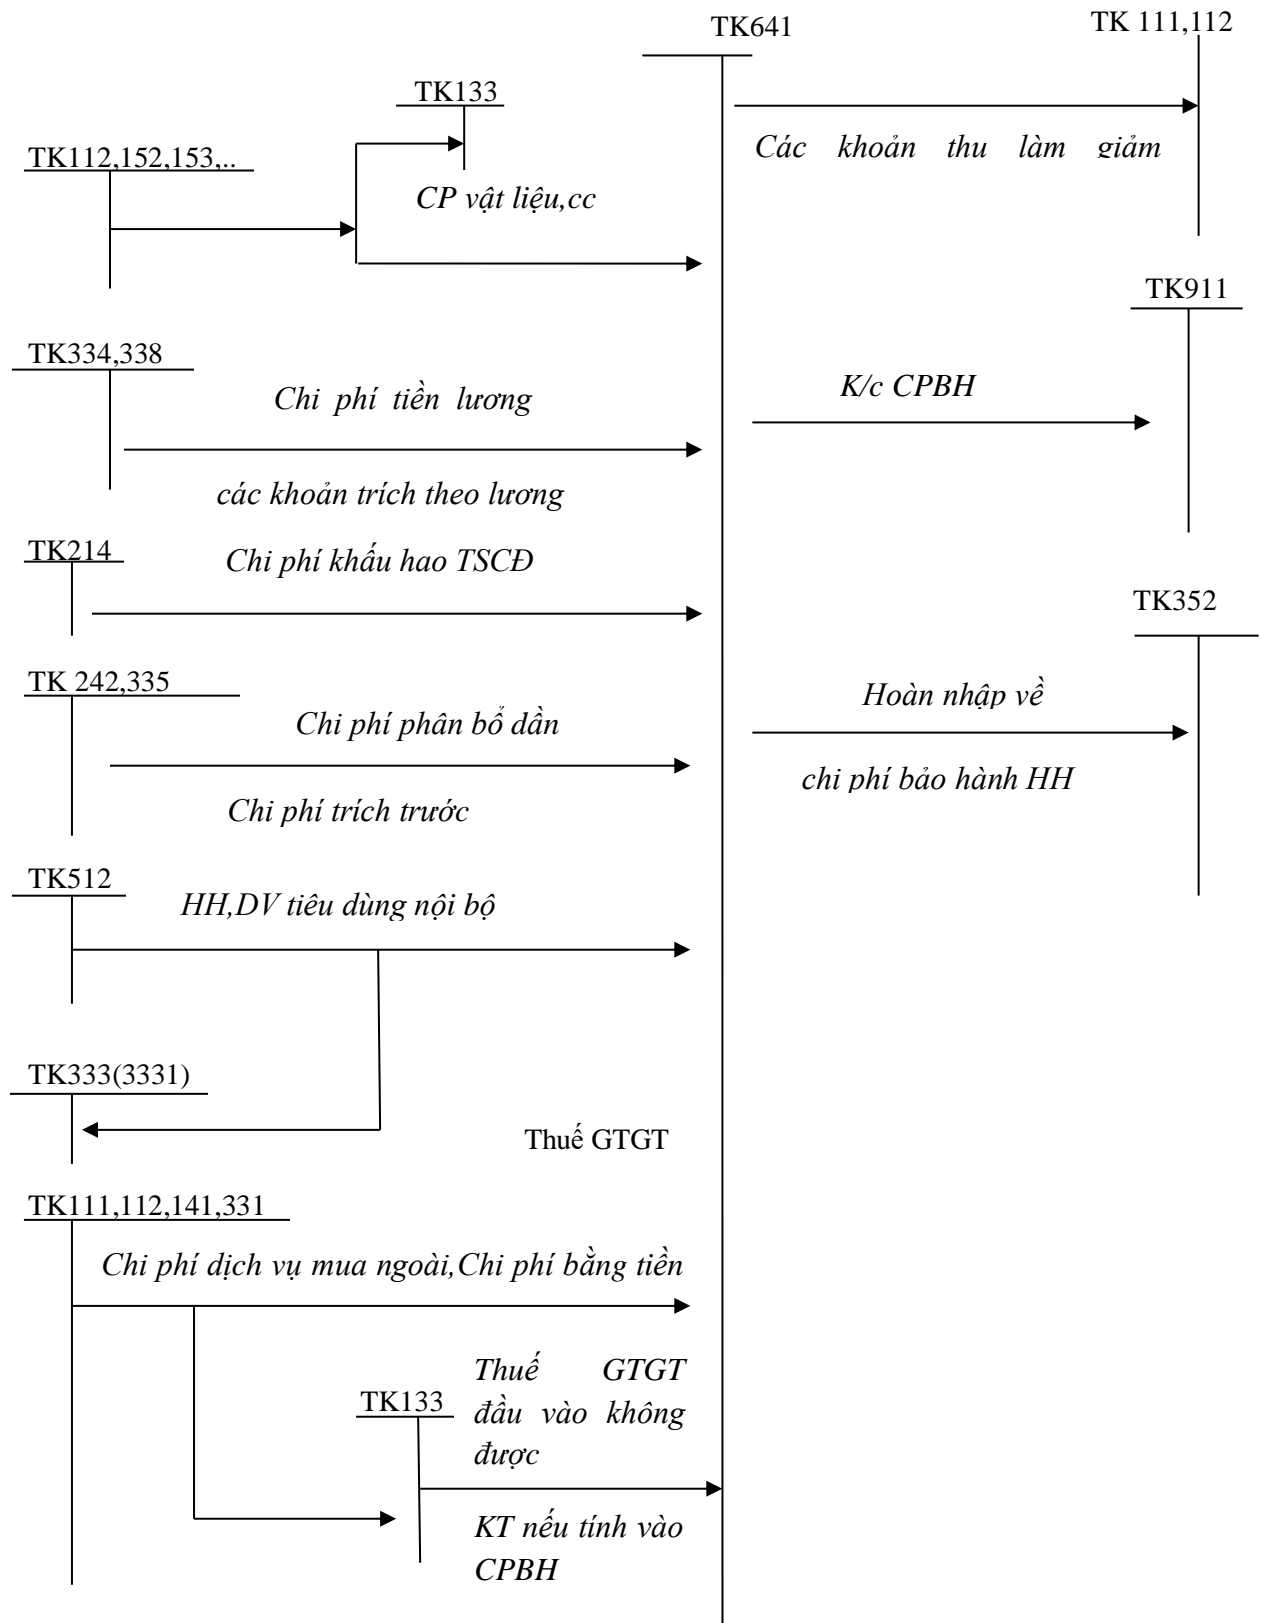 TK641
TK 111,112
TK133
Các khoản thu làm giảm
TK112,152,153,..
CP vật liệu,cc
TK911
TK334,338
K/c CPBH
Chi phí tiền lương
các khoản trích theo lương
TK214
Chi phí khấu hao TSCĐ
TK352
TK 242,335
Hoàn nhập về
Chi phí phân bổ dần
chi phí bảo hành HH
Chi phí trích trước
TK512
HH,DV tiêu dùng nội bộ
TK333(3331)
Thuế GTGT
TK111,112,141,331
Chi phí dịch vụ mua ngoài,Chi phí bằng tiền
Thuế GTGT
TK133
đầu vào không
được
KT nếu tính vào
CPBH